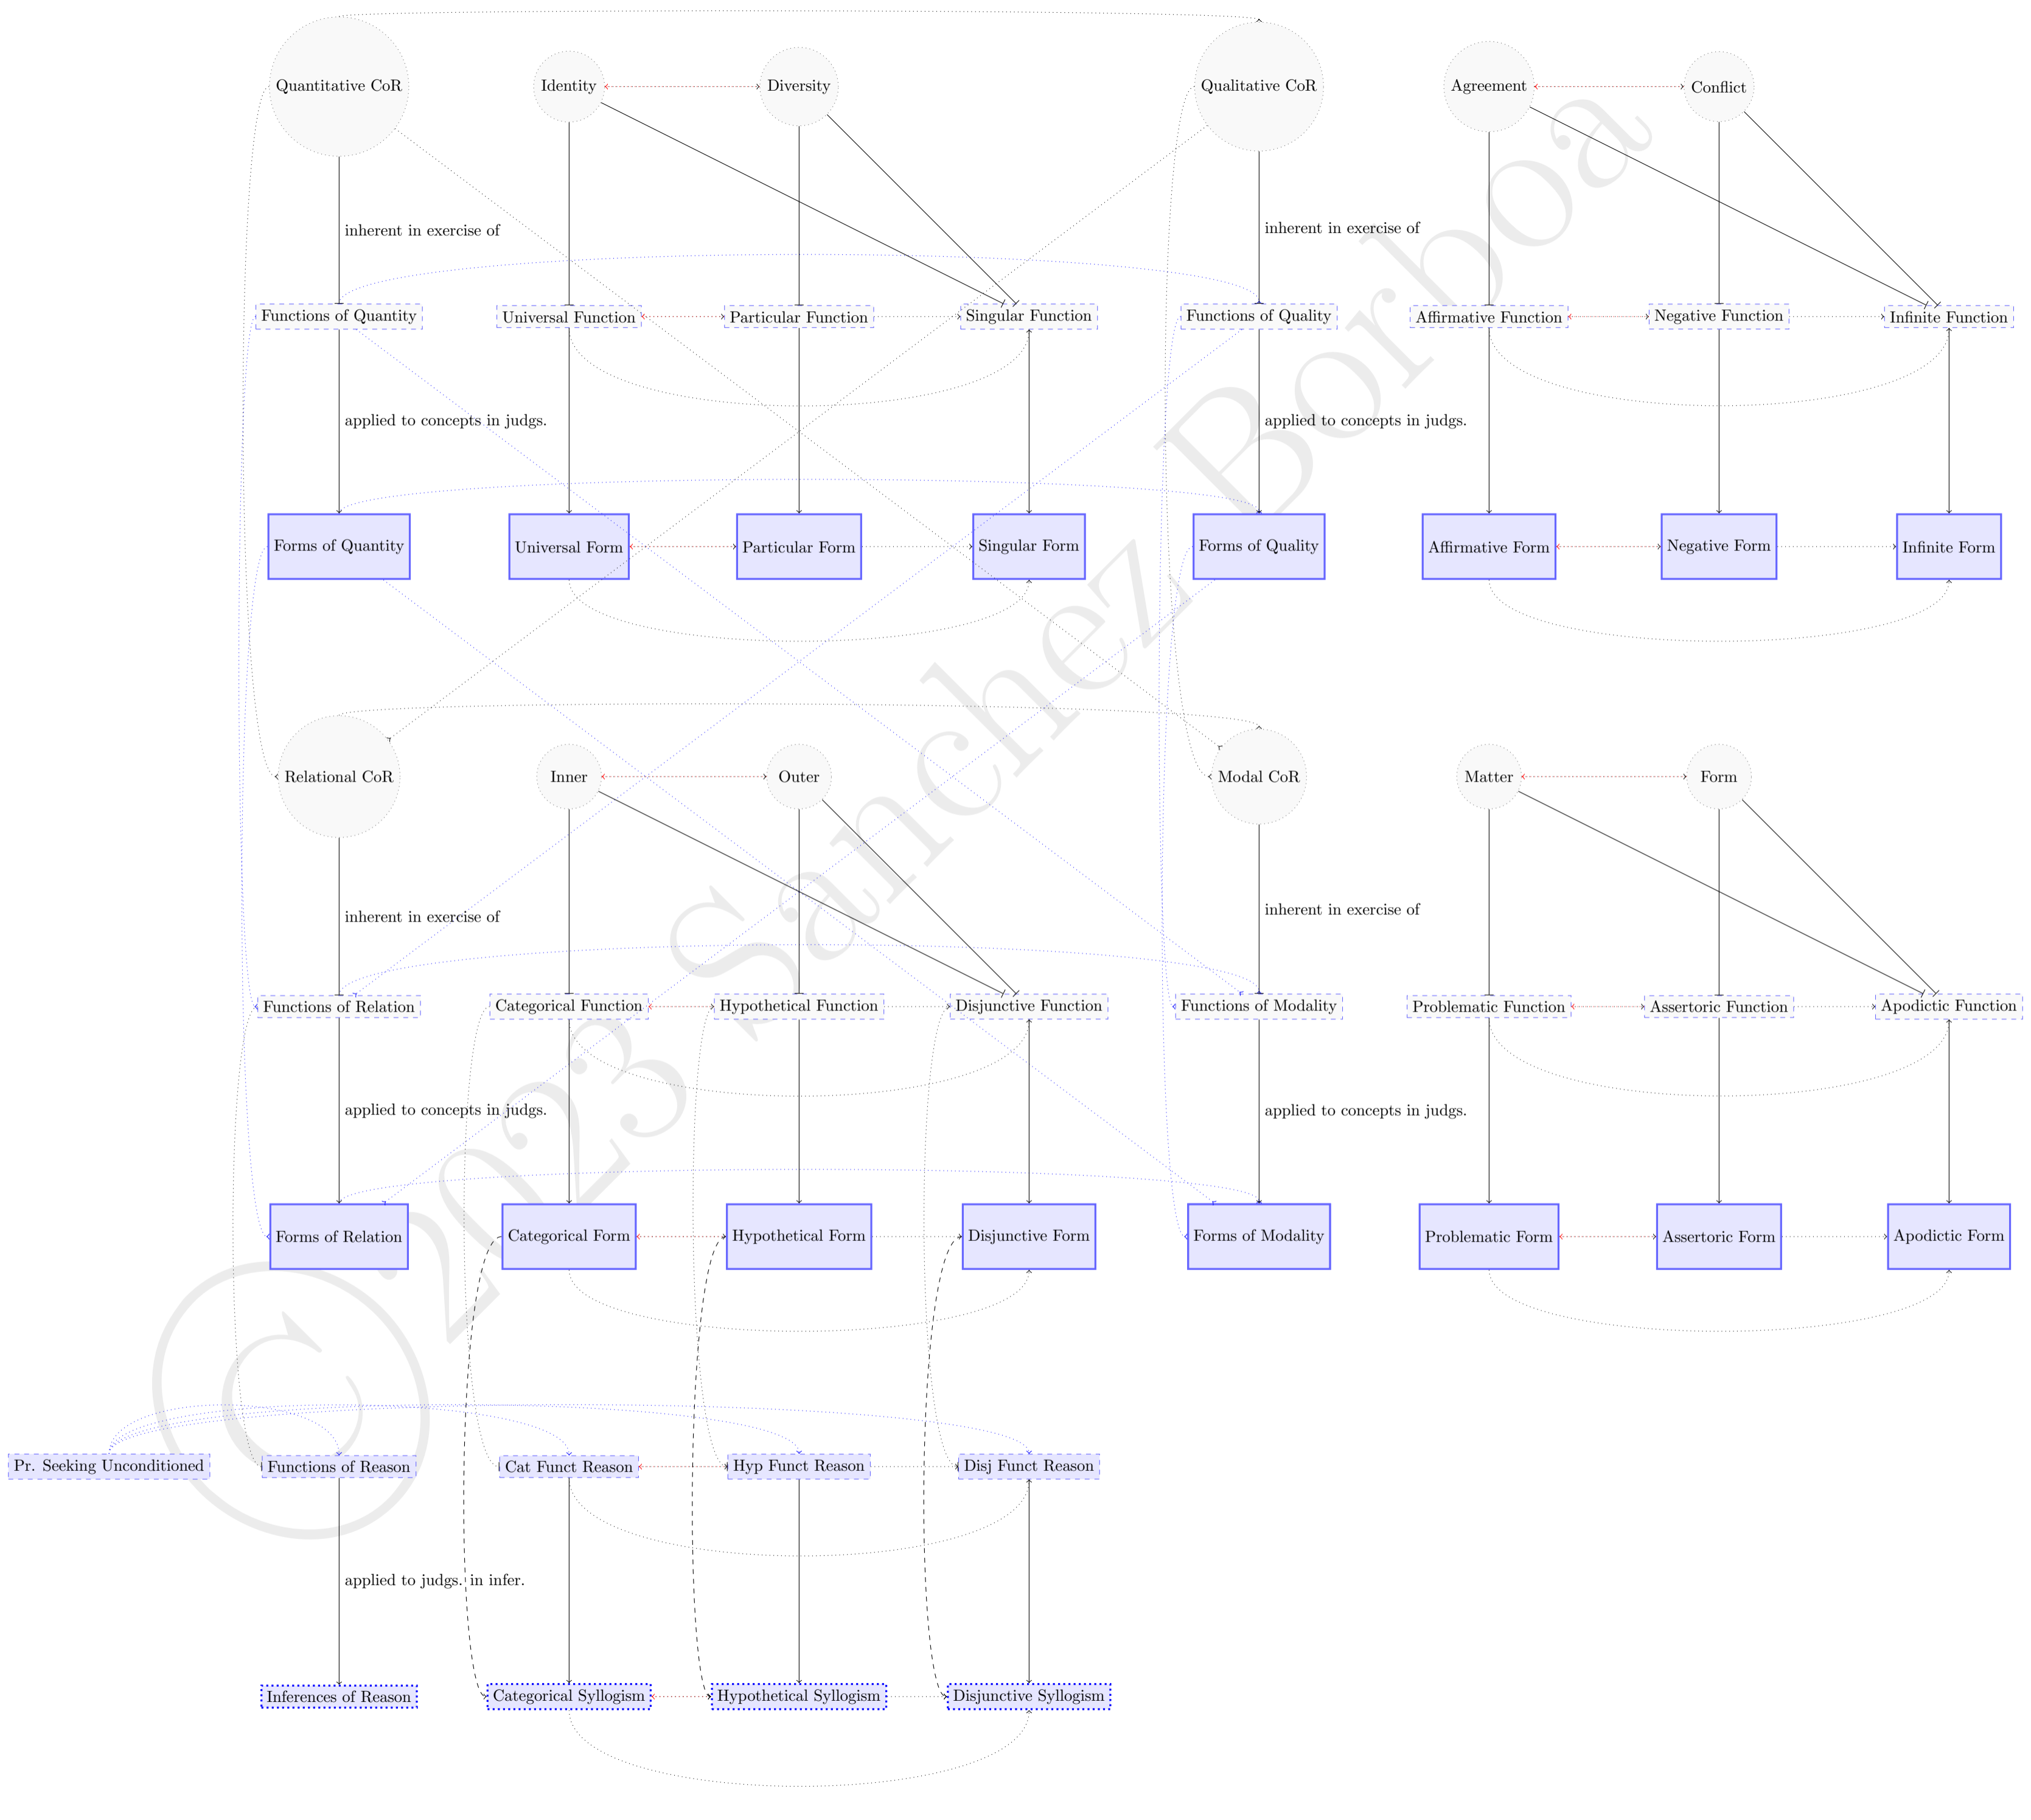 Quantitative CoR
Identity
Diversity
Qualitative CoR
Agreement
Conflict
inherent in exercise of
inherent in exercise of
Functions of Quantity
Universal Function
Particular Function
Singular Function
Functions of Quality
Affirmative Function
Negative Function
Infinite Function
applied to concepts in judgs.
applied to concepts in judgs.
Forms of Quantity
Universal Form
Particular Form
Singular Form
Forms of Quality
Affirmative Form
Negative Form
Infinite Form
Relational CoR
Inner
Outer
Modal CoR
Matter
Form
inherent in exercise of
inherent in exercise of
Functions of Relation
Categorical Function
Hypothetical Function
Disjunctive Function
Functions of Modality
Problematic Function
Assertoric Function
Apodictic Function
applied to concepts in judgs.
applied to concepts in judgs.
Forms of Relation
Categorical Form
Hypothetical Form
Disjunctive Form
Forms of Modality
Problematic Form
Assertoric Form
Apodictic Form
Pr. Seeking Unconditioned
Functions of Reason
Cat Funct Reason
Hyp Funct Reason
Disj Funct Reason
applied to judgs. in infer.
Inferences of Reason
Categorical Syllogism
Hypothetical Syllogism
Disjunctive Syllogism
© 2023 Sanchez Borboa